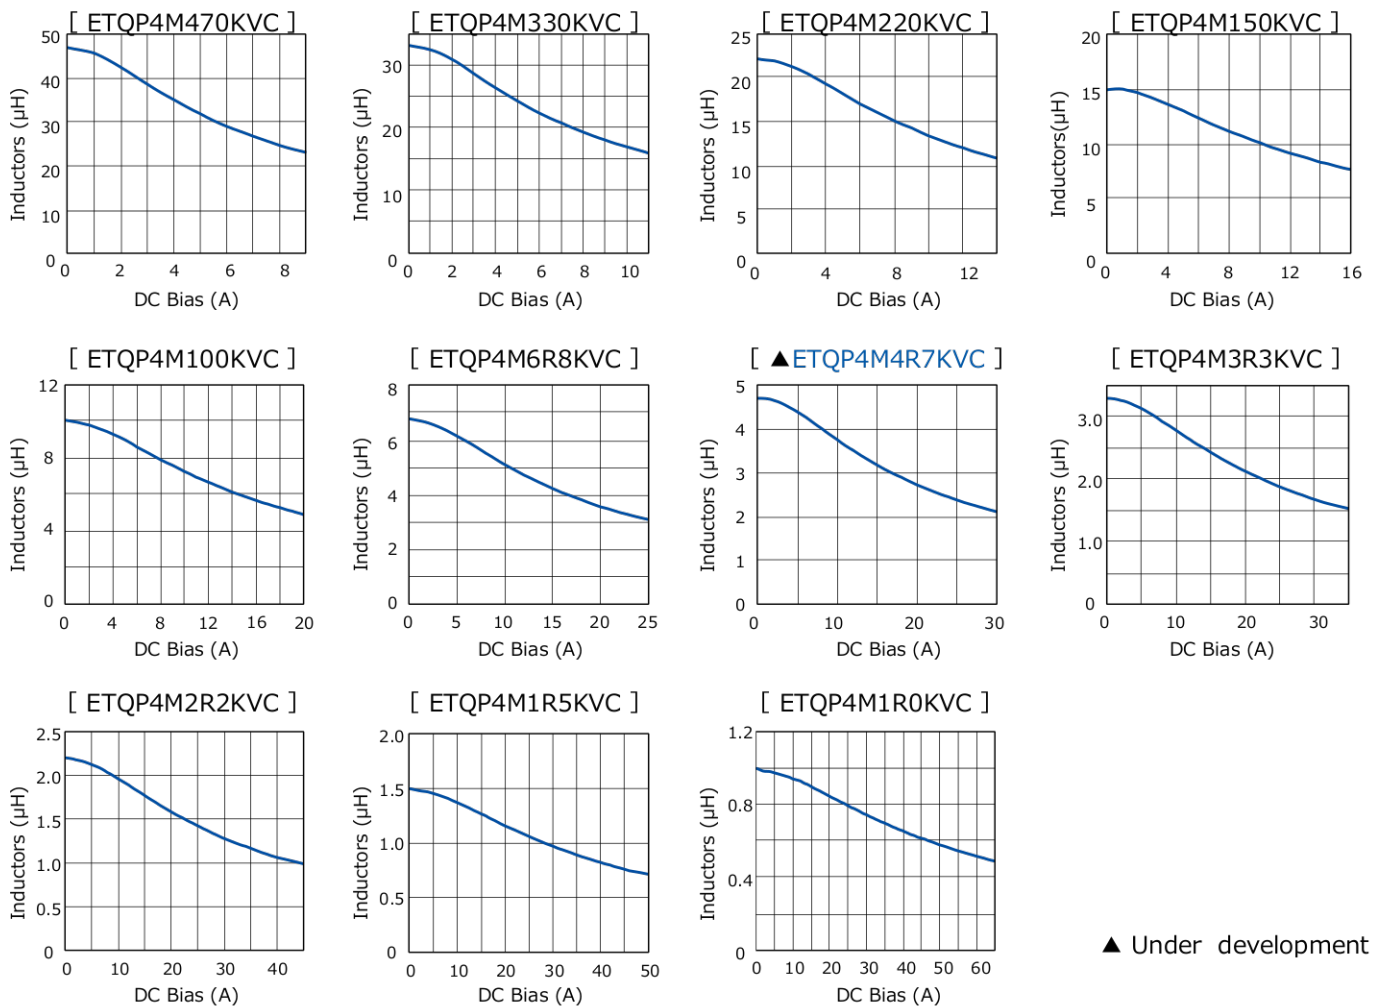 [ ETQP4M470KVC ]
50
40
30
20
10
0
Inductors (μH)
0 2 4 6 8
DC Bias (A)
[ ETQP4M330KVC ]
30
20
10
0
Inductors (μH)
0 2 4 6 8 10
DC Bias (A)
[ ETQP4M220KVC ]
25
20
15
10
5
0
Inductors (μH)
4 8 12
DC Bias (A)
[ ETQP4M150KVC ]
20
15
10
5
0
Inductors(μH)
0 4 8 12 16
DC Bias (A)
[ ETQP4M100KVC ]
12
8
4
0
Inductors (μH)
0 4 8 12 16 20
DC Bias (A)
[ ETQP4M6R8KVC ]
8
6
4
2
0
Inductors (μH)
0 5 10 15 20 25
DC Bias (A)
[ ▲ETQP4M4R7KVC ]
5
4
3
2
1
0
Inductors (μH)
0 10 20 30
DC Bias (A)
[ ETQP4M3R3KVC ]
3.0
2.0
1.0
0
Inductors (μH)
0 10 20 30
DC Bias (A)
[ ETQP4M2R2KVC ]
2.5
2.0
1.5
1.0
0.5
0
Inductors (μH)
0 10 20 30 40
DC Bias (A)
[ ETQP4M1R5KVC ]
2.0
1.5
1.0
0.5
0
Inductors (μH)
0 10 20 30 40 50
DC Bias (A)
[ ETQP4M1R0KVC ]
1.2
0.8
0.4
0
Inductors (μH)
0 10 20 30 40 50 60
DC Bias (A)
▲ Under development